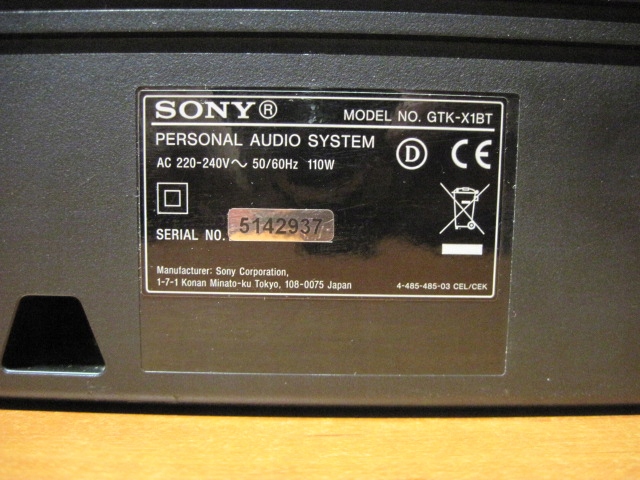 SONY®
MODEL NO. GTK-X1BT
PERSONAL AUDIO SYSTEM
AC 220-240V～ 50/60Hz 110W
D
CE
SERIAL NO. 5142937
Manufacturer: Sony Corporation,
1-7-1 Konan Minato-ku Tokyo, 108-0075 Japan
4-485-485-03 CEL/CEK